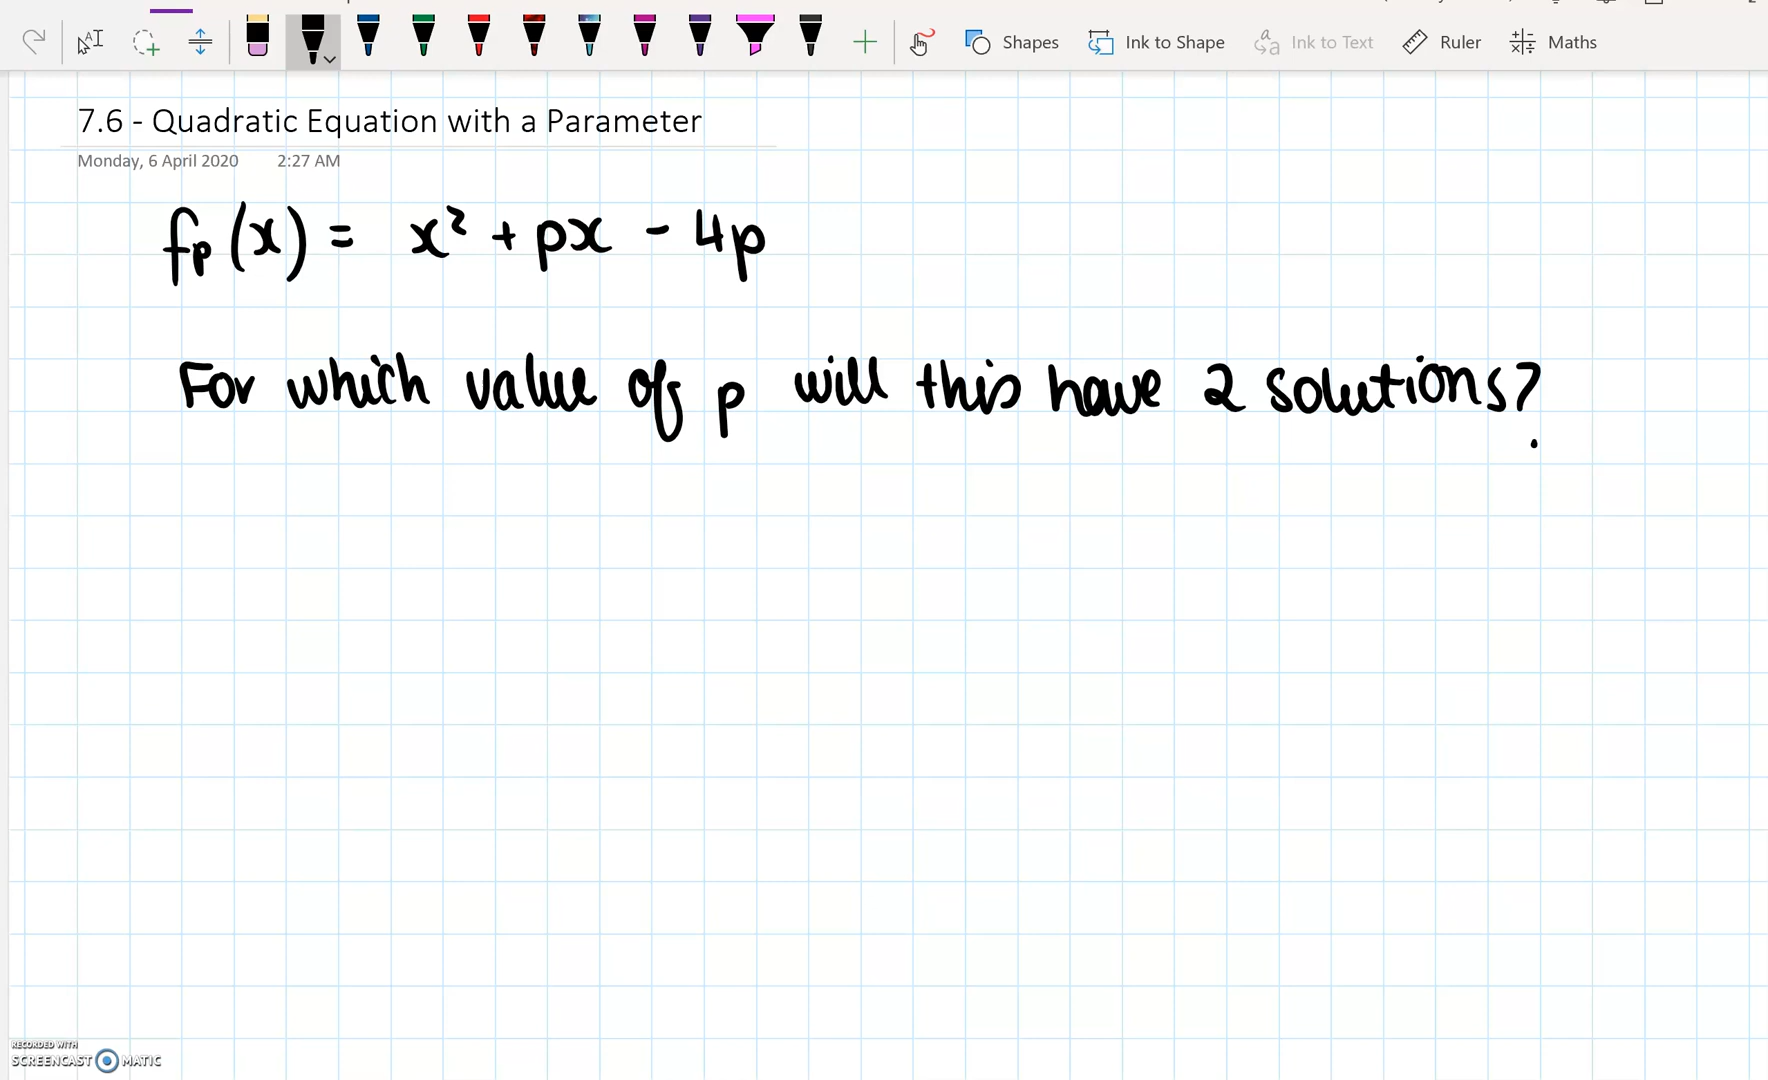 Shapes Ink to Shape Ink to Text Ruler Maths
7.6 - Quadratic Equation with a Parameter
Monday, 6 April 2020 2:27 AM
fₚ(x) = x² + px - 4p
For which value of p will this have 2 solutions?
RECORDED WITH
SCREENCAST MATIC